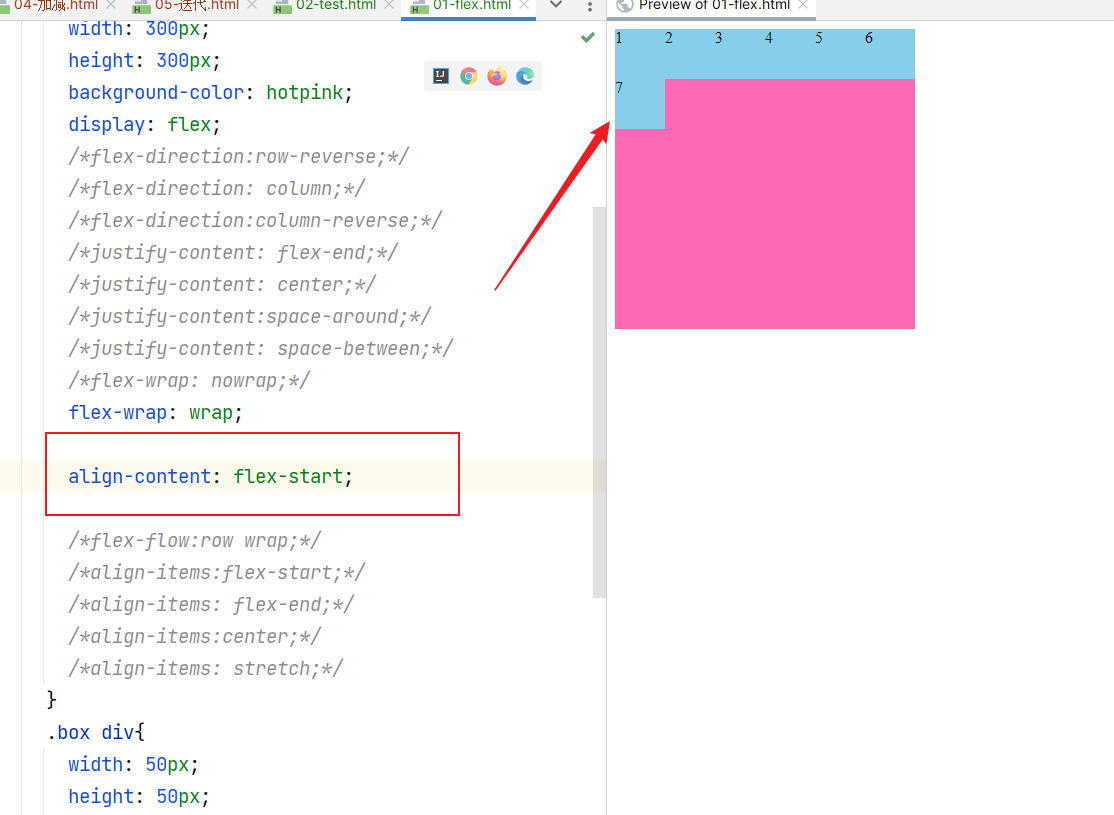 04-加减.html
05-迭代.html
02-test.html
01-flex.html
Preview of 01-flex.html
width: 300px;
height: 300px;
background-color: hotpink;
display: flex;
/*flex-direction:row-reverse;*/
/*flex-direction: column;*/
/*flex-direction:column-reverse;*/
/*justify-content: flex-end;*/
/*justify-content: center;*/
/*justify-content:space-around;*/
/*justify-content: space-between;*/
/*flex-wrap: nowrap;*/
flex-wrap: wrap;
align-content: flex-start;
/*flex-flow:row wrap;*/
/*align-items:flex-start;*/
/*align-items: flex-end;*/
/*align-items:center;*/
/*align-items: stretch;*/
}
.box div{
width: 50px;
height: 50px;
1 2 3 4 5 6
7